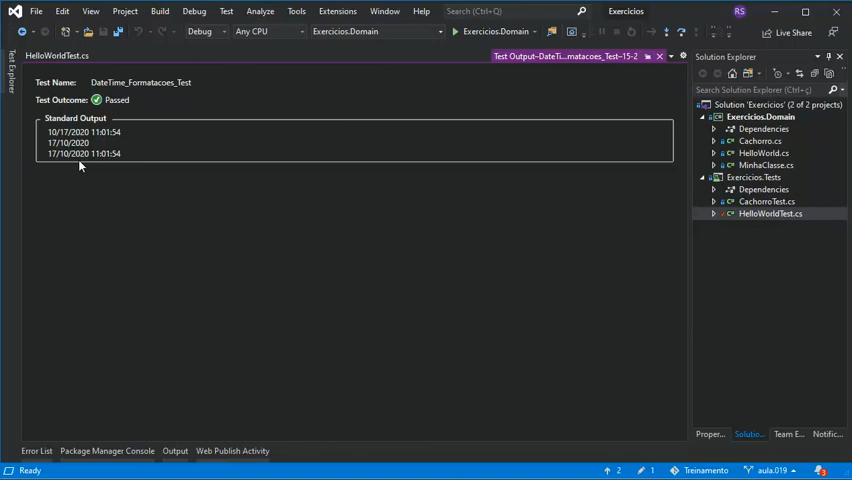 File Edit View Project Build Debug Test Analyze Tools Extensions Window Help Search (Ctrl+Q) Exercicios RS
Debug Any CPU Exercicios.Domain Exercicios.Domain Live Share
Test Explorer
HelloWorldTest.cs Test Output-DateTi...matacoes_Test-15-2
Test Name: DateTime_Formatacoes_Test
Test Outcome: Passed
Standard Output
10/17/2020 11:01:54
17/10/2020
17/10/2020 11:01:54
Solution Explorer
Search Solution Explorer (Ctrl+ç)
Solution 'Exercicios' (2 of 2 projects)
Exercicios.Domain
Dependencies
Cachorro.cs
HelloWorld.cs
MinhaClasse.cs
Exercicios.Tests
Dependencies
CachorroTest.cs
HelloWorldTest.cs
Proper... Solutio... Team E... Notific...
Error List Package Manager Console Output Web Publish Activity
Ready 2 1 Treinamento aula.019 3